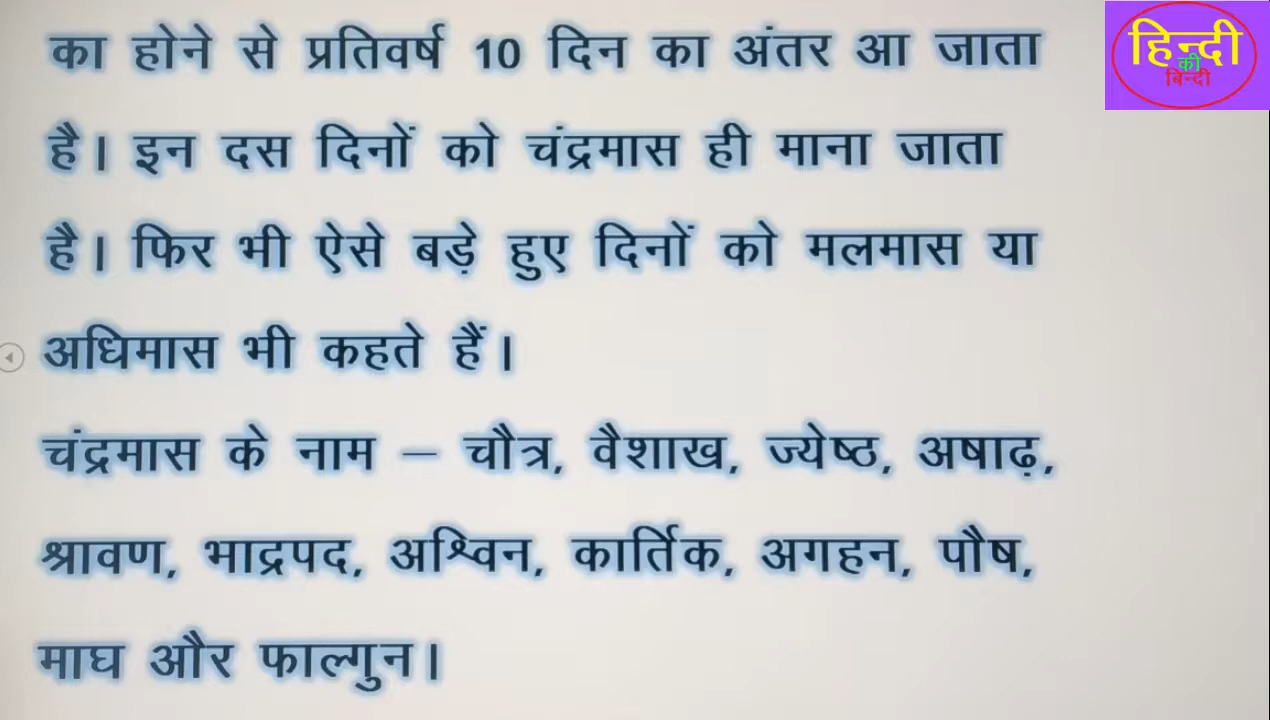 का होने से प्रतिवर्ष 10 दिन का अंतर आ जाता
है। इन दस दिनों को चंद्रमास ही माना जाता
है। फिर भी ऐसे बड़े हुए दिनों को मलमास या
अधिमास भी कहते हैं।
चंद्रमास के नाम – चौत्र, वैशाख, ज्येष्ठ, अषाढ़,
श्रावण, भाद्रपद, अश्विन, कार्तिक, अगहन, पौष,
माघ और फाल्गुन।
हिन्दी
की
बिन्दी